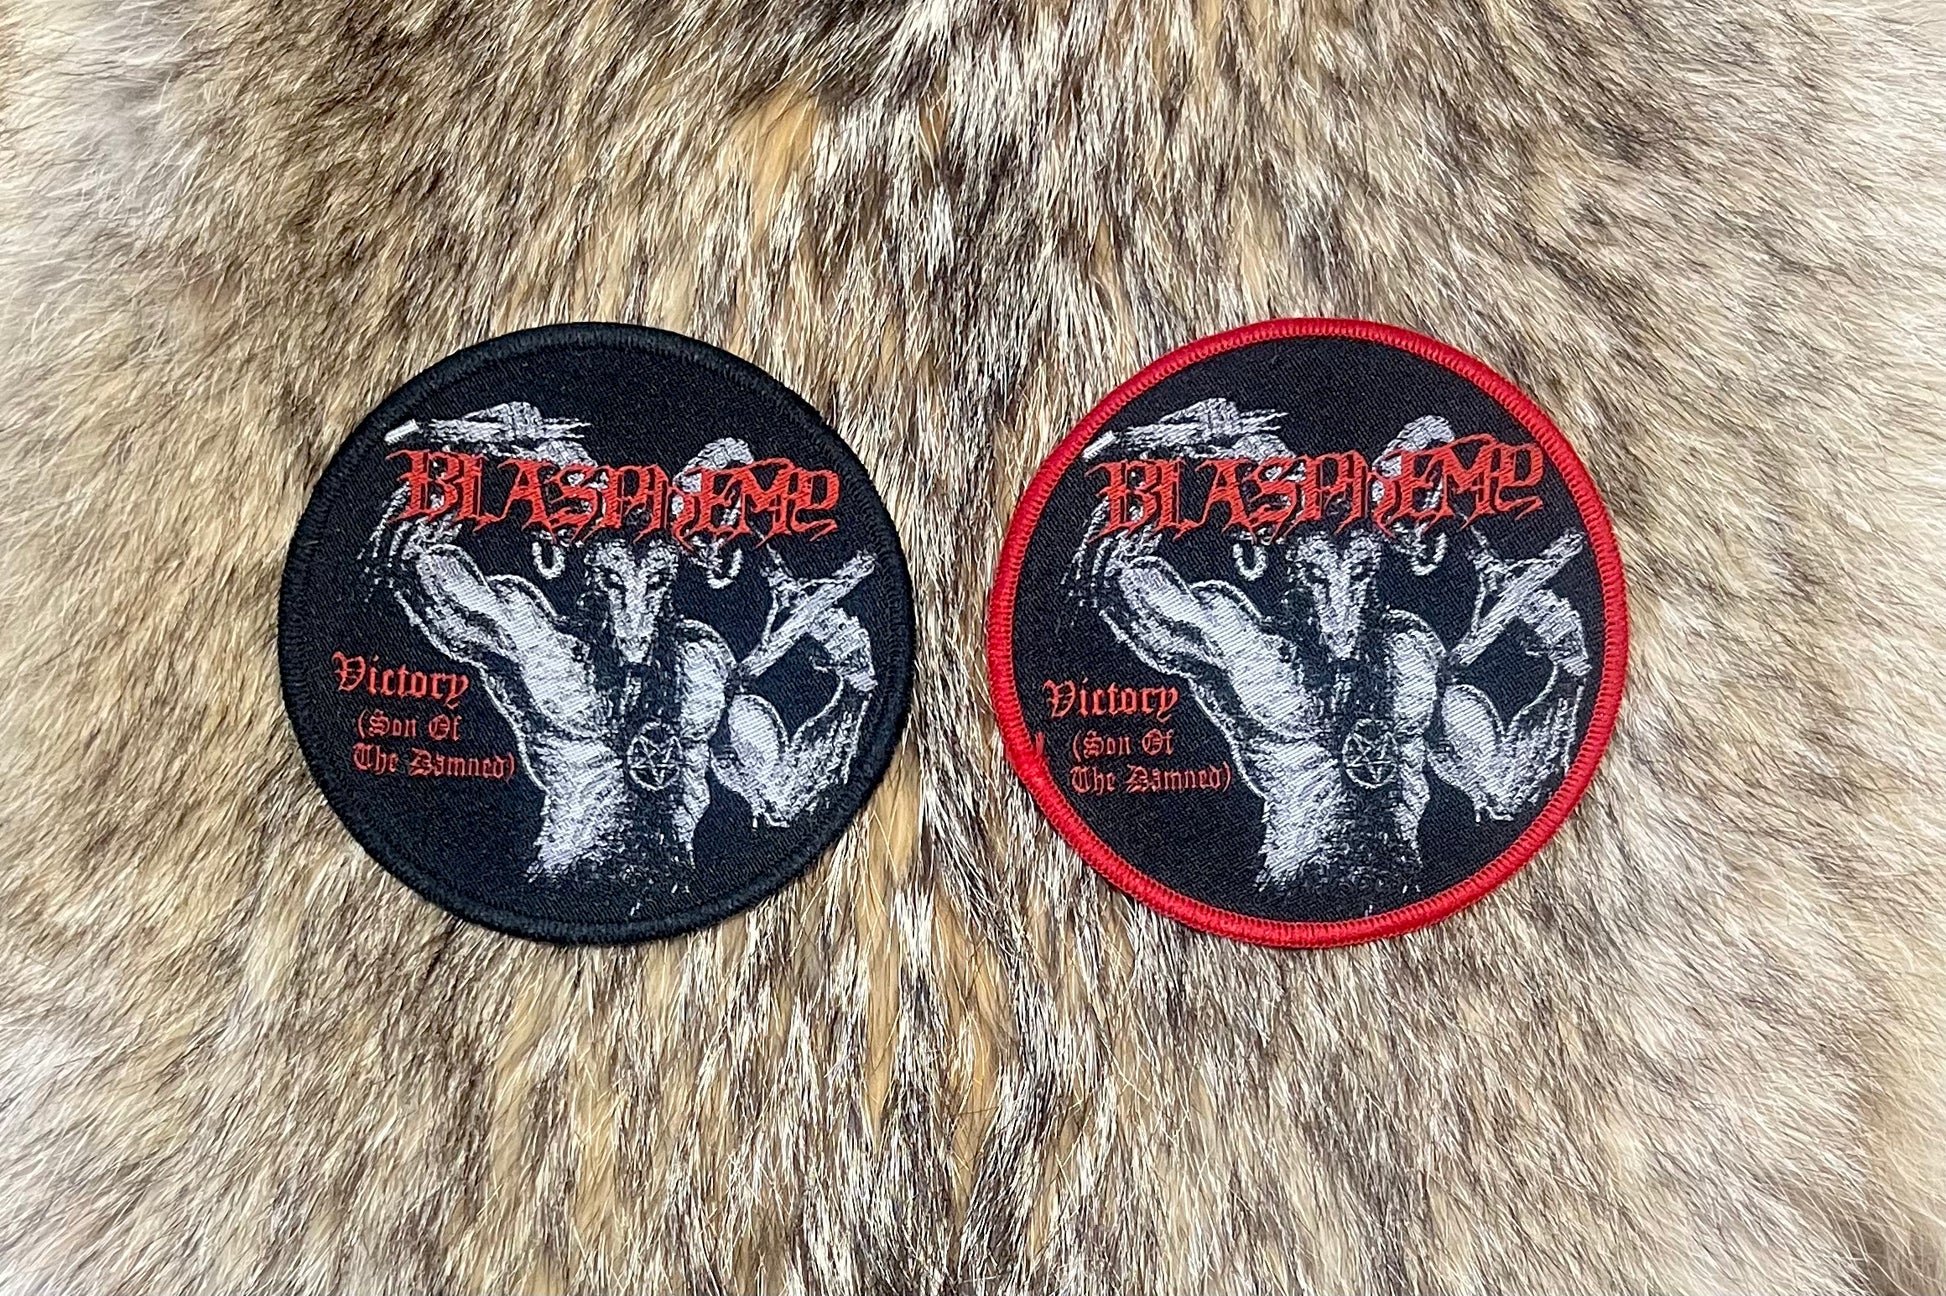 BLASPHEMY
Victory
(Son Of
The Damned)
BLASPHEMY
Victory
(Son Of
The Damned)